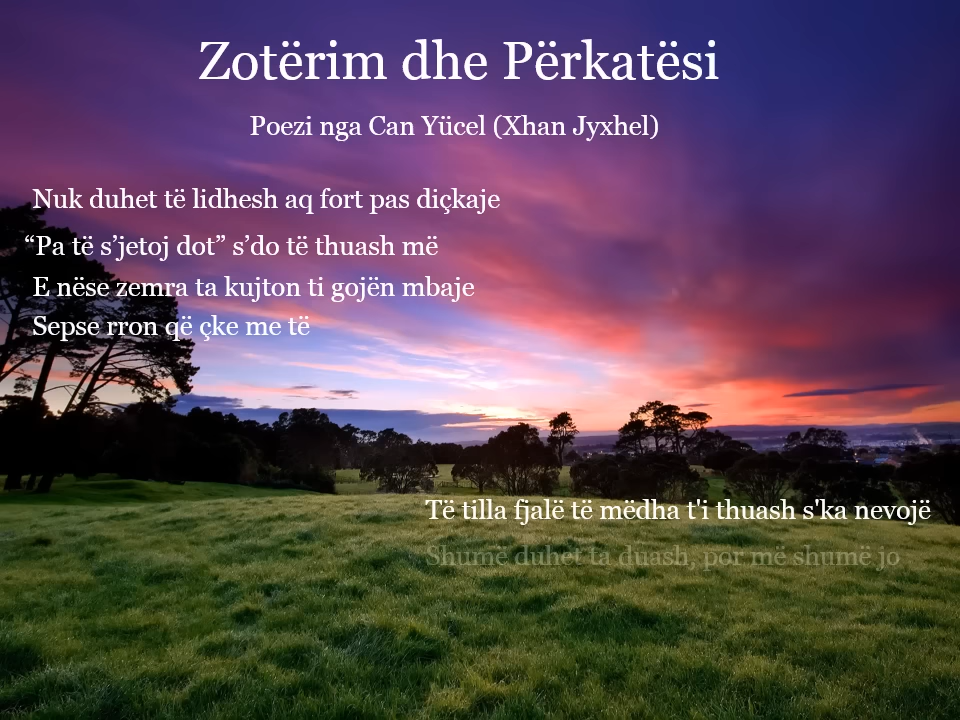 Zotërim dhe Përkatësi
Poezi nga Can Yücel (Xhan Jyxhel)
Nuk duhet të lidhesh aq fort pas diçkaje
“Pa të s’jetoj dot” s’do të thuash më
E nëse zemra ta kujton ti gojën mbaje
Sepse rron që çke me të
Të tilla fjalë të mëdha t'i thuash s'ka nevojë
Shumë duhet ta duash, por më shumë jo